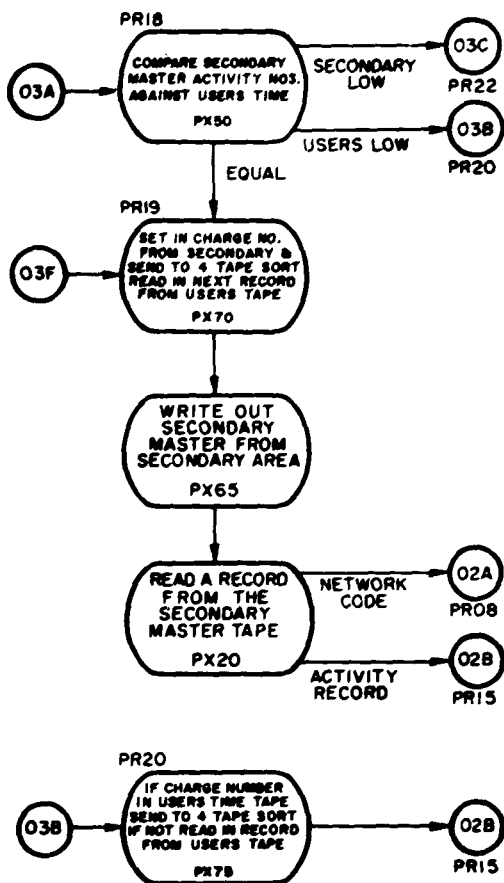 PR18
COMPARE SECONDARY
MASTER ACTIVITY NOS.
AGAINST USERS TIME
PX50
03A
SECONDARY
LOW
03C
PR22
USERS LOW
03B
PR20
EQUAL
PR19
SET IN CHARGE NO.
FROM SECONDARY &
SEND TO 4 TAPE SORT
READ IN NEXT RECORD
FROM USERS TAPE
PX70
03F
WRITE OUT
SECONDARY
MASTER FROM
SECONDARY AREA
PX65
READ A RECORD
FROM THE
SECONDARY
MASTER TAPE
PX20
NETWORK
CODE
02A
PR08
ACTIVITY
RECORD
02B
PR15
PR20
IF CHARGE NUMBER
IN USERS TIME TAPE
SEND TO 4 TAPE SORT
IF NOT READ IN RECORD
FROM USERS TAPE
PX75
03B
02B
PR15